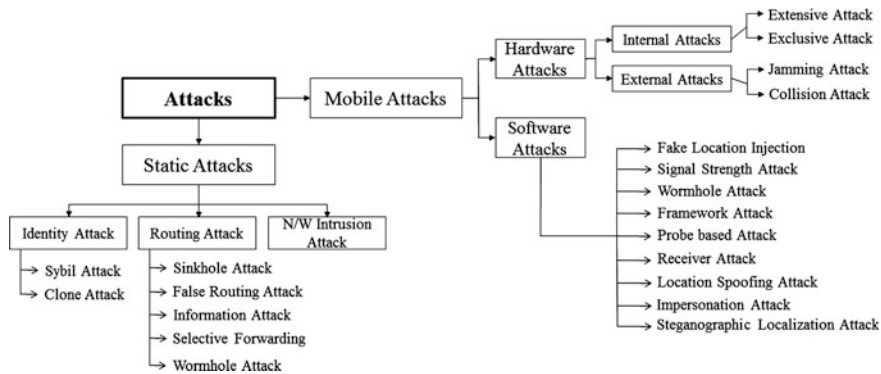 Attacks
Mobile Attacks
Hardware
Attacks
Internal Attacks
Extensive Attack
Exclusive Attack
External Attacks
Jamming Attack
Collision Attack
Software
Attacks
Fake Location Injection
Signal Strength Attack
Wormhole Attack
Framework Attack
Probe based Attack
Receiver Attack
Location Spoofing Attack
Impersonation Attack
Steganographic Localization Attack
Static Attacks
Identity Attack
Sybil Attack
Clone Attack
Routing Attack
Sinkhole Attack
False Routing Attack
Information Attack
Selective Forwarding
Wormhole Attack
N/W Intrusion
Attack